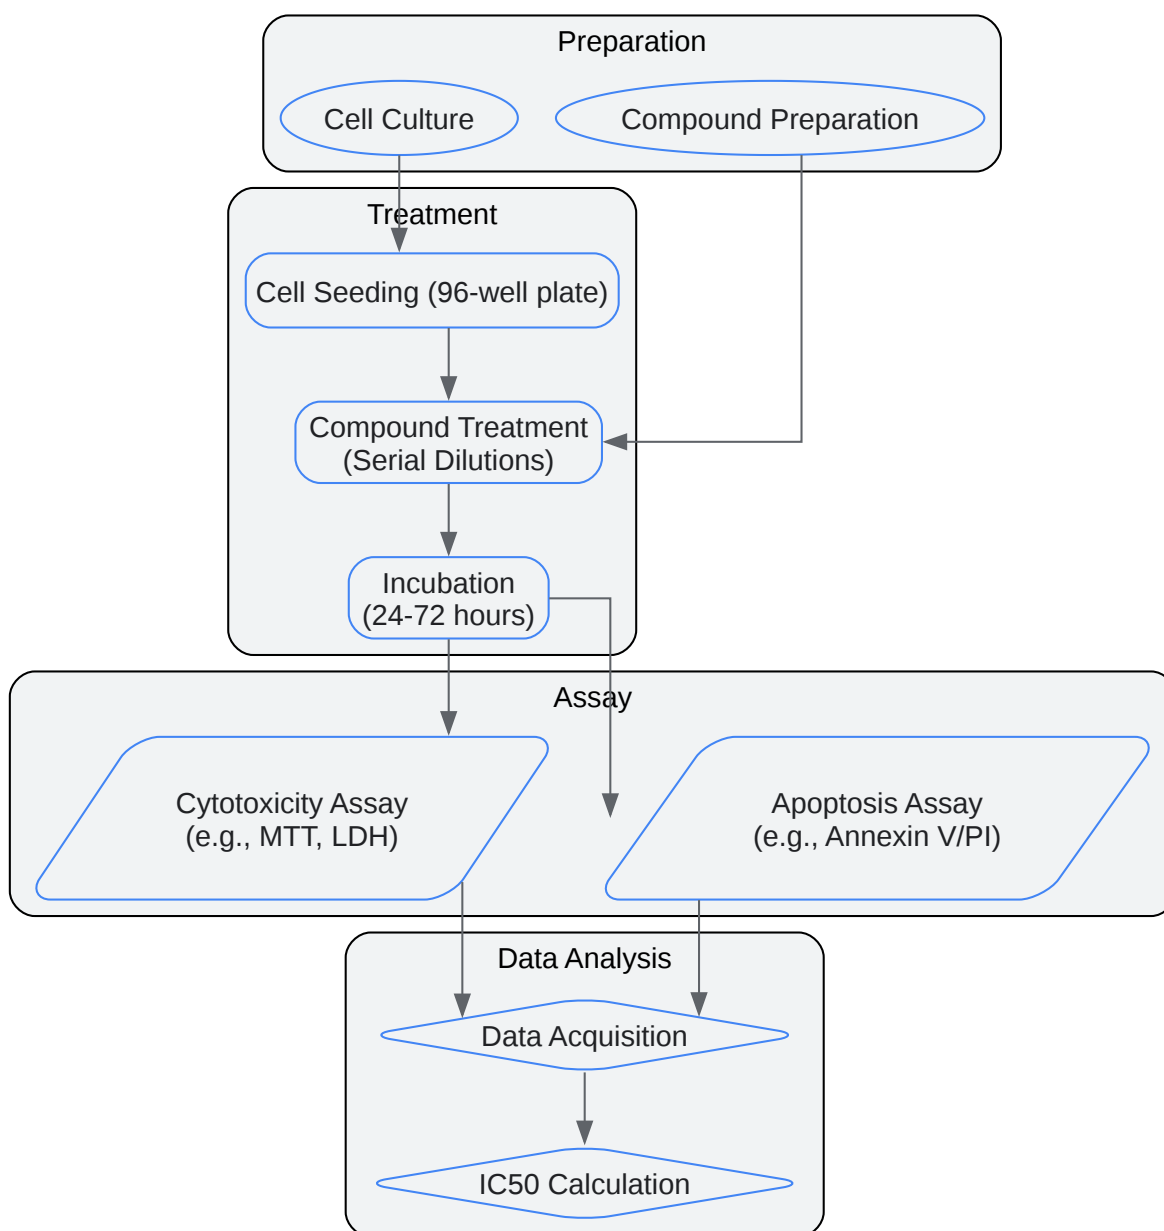 Preparation
Cell Culture
Compound Preparation
Treatment
Cell Seeding (96-well plate)
Compound Treatment
(Serial Dilutions)
Incubation
(24-72 hours)
Assay
Cytotoxicity Assay
(e.g., MTT, LDH)
Apoptosis Assay
(e.g., Annexin V/PI)
Data Analysis
Data Acquisition
IC50 Calculation